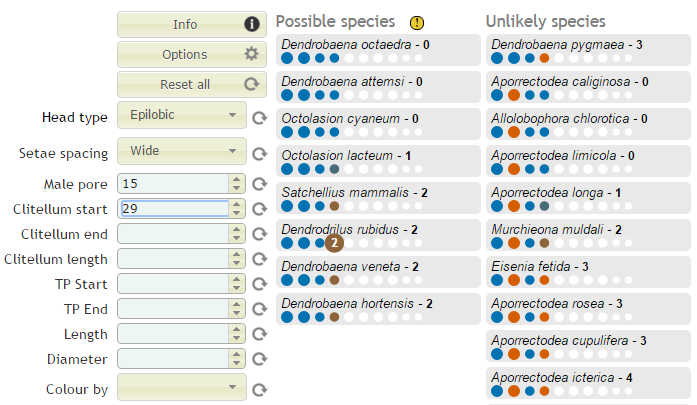 Info
Options
Reset all
Head type Epilobic
Setae spacing Wide
Male pore 15
Clitellum start 29
Clitellum end
Clitellum length
TP Start
TP End
Length
Diameter
Colour by
Possible species !
Dendrobaena octaedra - 0
Dendrobaena attemsi - 0
Octolasion cyaneum - 0
Octolasion lacteum - 1
Satchellius mammalis - 2
Dendrodrilus rubidus - 2
2
Dendrobaena veneta - 2
Dendrobaena hortensis - 2
Unlikely species
Dendrobaena pygmaea - 3
Aporrectodea caliginosa - 0
Allolobophora chlorotica - 0
Aporrectodea limicola - 0
Aporrectodea longa - 1
Murchieona muldali - 2
Eisenia fetida - 3
Aporrectodea rosea - 3
Aporrectodea cupulifera - 3
Aporrectodea icterica - 4